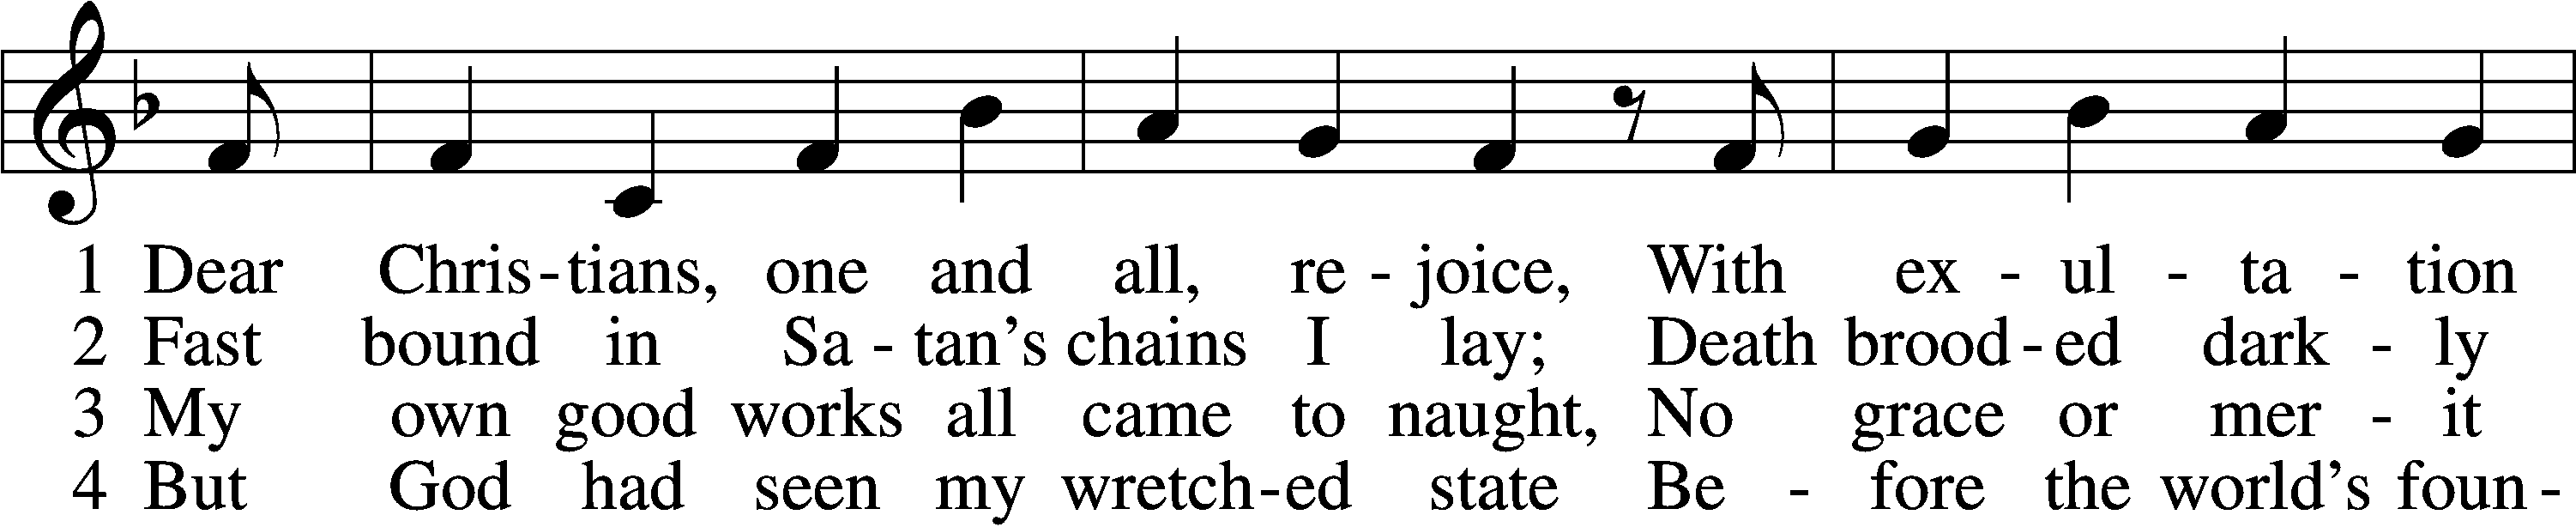 1 Dear Chris - tians, one and all, re - joice, With ex - ul - ta - tion
2 Fast bound in Sa - tan's chains I lay; Death brood - ed dark - ly
3 My own good works all came to naught, No grace or mer - it
4 But God had seen my wretch - ed state Be - fore the world's foun -